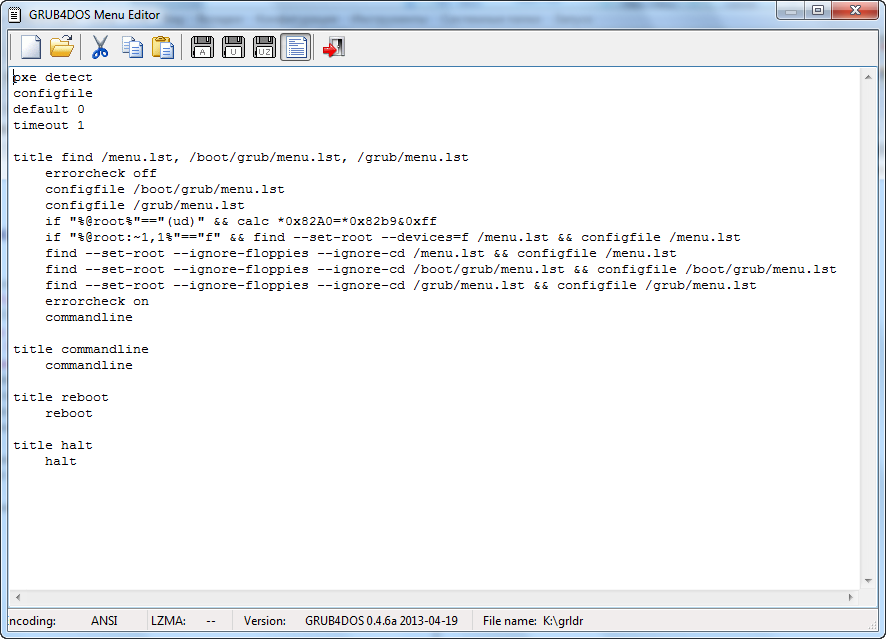 GRUB4DOS Menu Editor
A U UZ
pxe detect
configfile
default 0
timeout 1
title find /menu.lst, /boot/grub/menu.lst, /grub/menu.lst
errorcheck off
configfile /boot/grub/menu.lst
configfile /grub/menu.lst
if "%@root%"=="(ud)" && calc *0x82A0=*0x82b9&0xff
if "%@root:~1,1%"=="f" && find --set-root --devices=f /menu.lst && configfile /menu.lst
find --set-root --ignore-floppies --ignore-cd /menu.lst && configfile /menu.lst
find --set-root --ignore-floppies --ignore-cd /boot/grub/menu.lst && configfile /boot/grub/menu.lst
find --set-root --ignore-floppies --ignore-cd /grub/menu.lst && configfile /grub/menu.lst
errorcheck on
commandline
title commandline
commandline
title reboot
reboot
title halt
halt
ncoding: ANSI LZMA: -- Version: GRUB4DOS 0.4.6a 2013-04-19 File name: K:\grldr